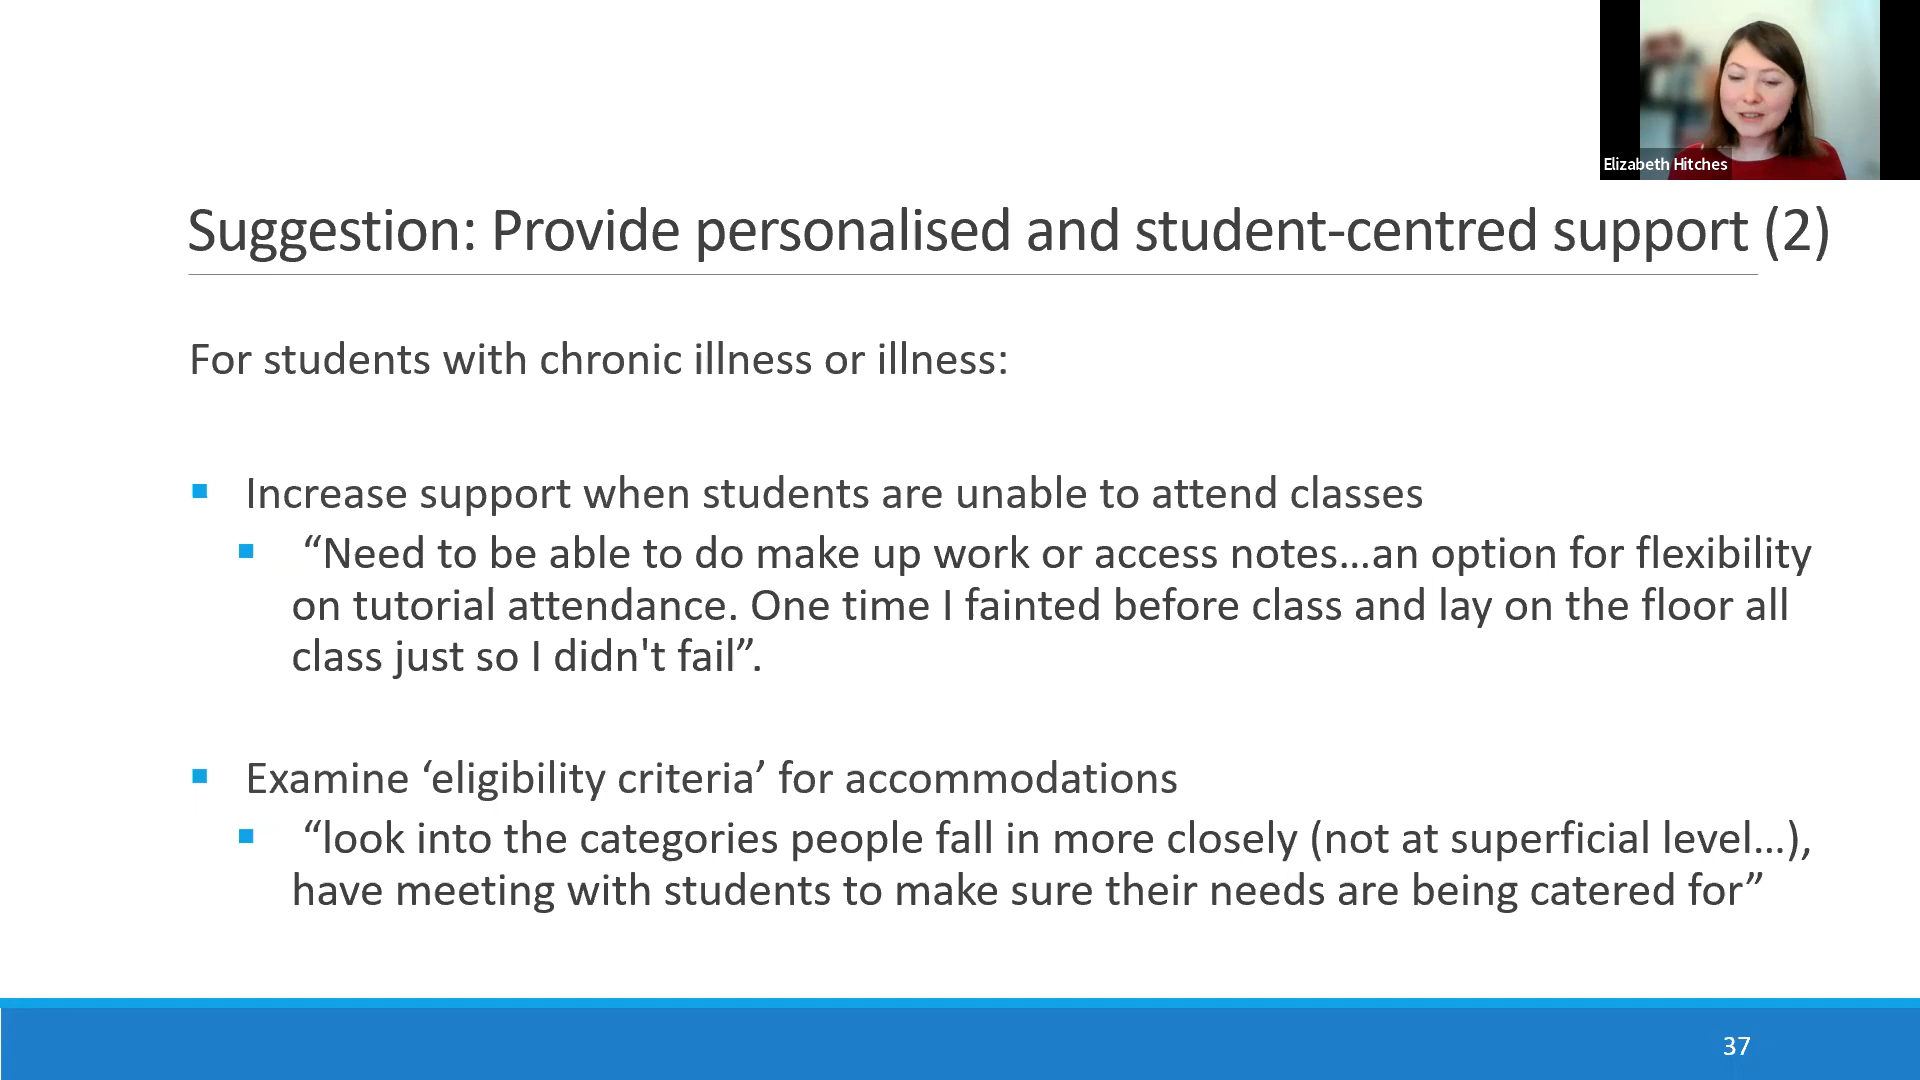 Elizabeth Hitches
Suggestion: Provide personalised and student-centred support (2)
For students with chronic illness or illness:
Increase support when students are unable to attend classes
“Need to be able to do make up work or access notes…an option for flexibility
on tutorial attendance. One time I fainted before class and lay on the floor all
class just so I didn't fail”.
Examine ‘eligibility criteria’ for accommodations
“look into the categories people fall in more closely (not at superficial level…),
have meeting with students to make sure their needs are being catered for”
37